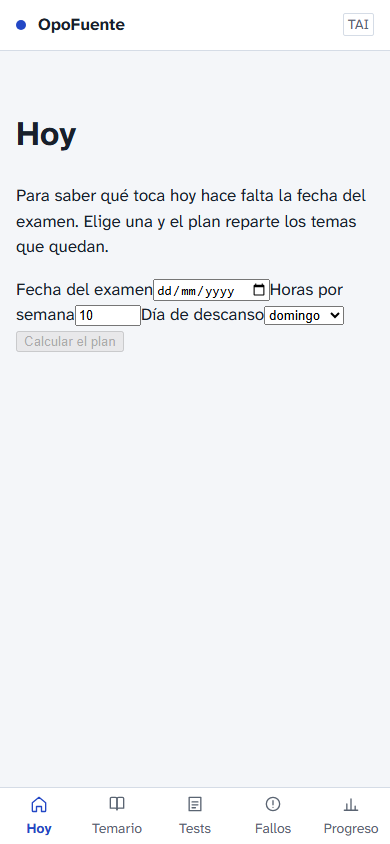 OpoFuente
TAI
Hoy
Para saber qué toca hoy hace falta la fecha del
examen. Elige una y el plan reparte los temas
que quedan.
Fecha del examen dd/mm/yyyy Horas por
semana 10 Día de descanso domingo
Calcular el plan
Hoy Temario Tests Fallos Progreso